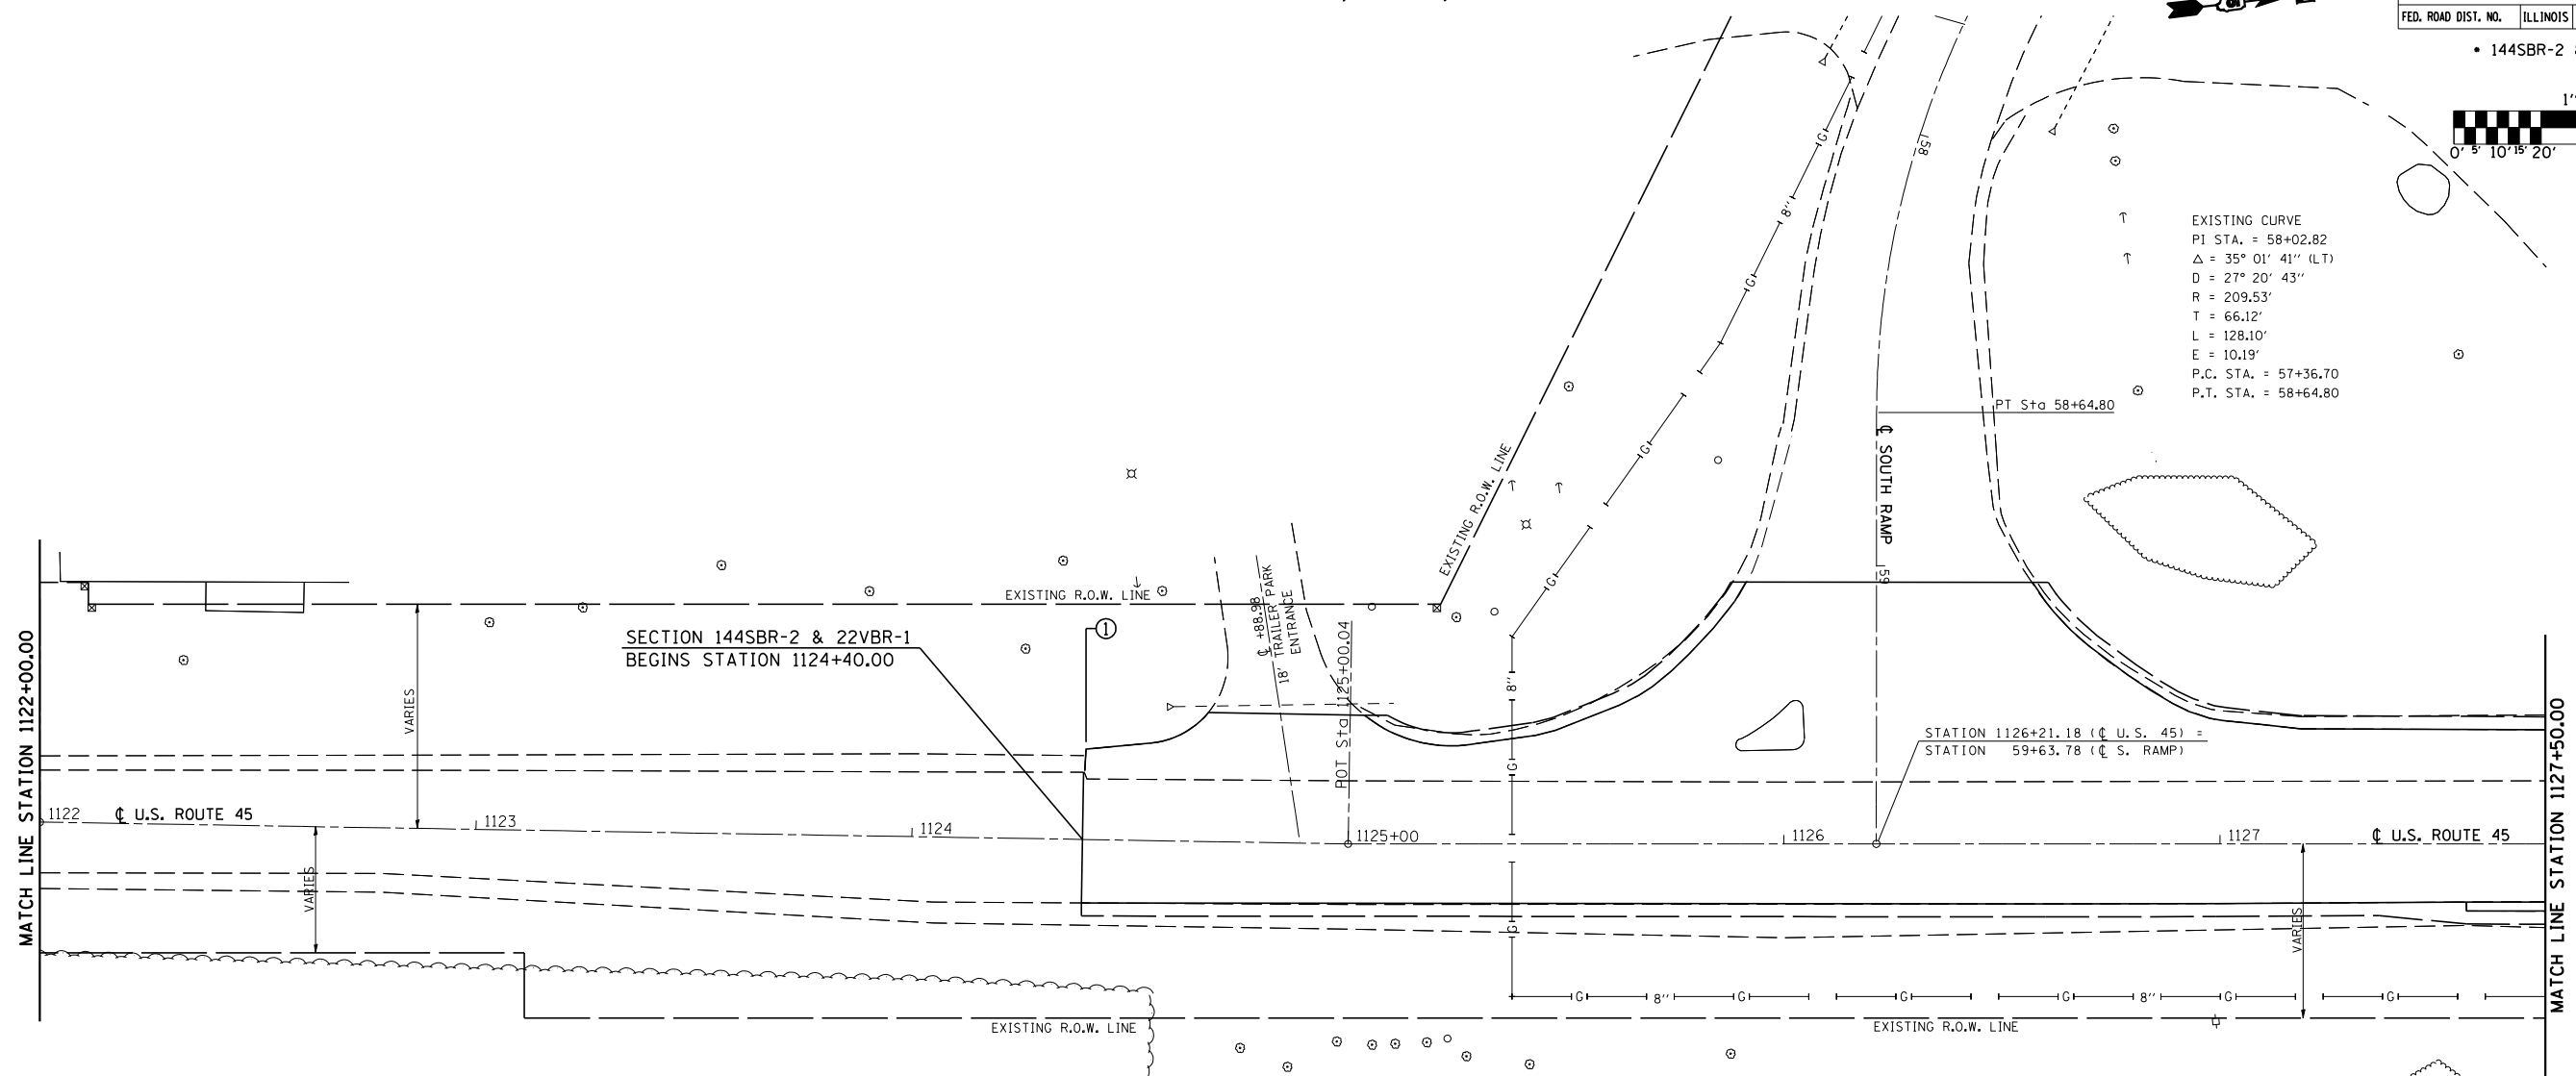 FED. ROAD DIST. NO. ILLINOIS
• 144SBR-2
1"
0' 5' 10' 15' 20'
58
EXISTING CURVE
PI STA. = 58+02.82
△ = 35° 01' 41'' (LT)
D = 27° 20' 43''
R = 209.53'
T = 66.12'
L = 128.10'
E = 10.19'
P.C. STA. = 57+36.70
P.T. STA. = 58+64.80
G
8''
G
G
G
PT Sta 58+64.80
℄ SOUTH RAMP
59
EXISTING R.O.W. LINE
EXISTING R.O.W. LINE
℄ +88.98
18' TRAILER PARK
ENTRANCE
POT Sta 1125+00.04
1
SECTION 144SBR-2 & 22VBR-1
BEGINS STATION 1124+40.00
VARIES
8''
G
G
STATION 1126+21.18 (℄ U.S. 45) =
STATION 59+63.78 (℄ S. RAMP)
MATCH LINE STATION 1122+00.00
1122
℄ U.S. ROUTE 45
1123
1124
1125+00
1126
1127
℄ U.S. ROUTE 45
MATCH LINE STATION 1127+50.00
VARIES
VARIES
G 8'' G G G 8'' G G
EXISTING R.O.W. LINE
EXISTING R.O.W. LINE